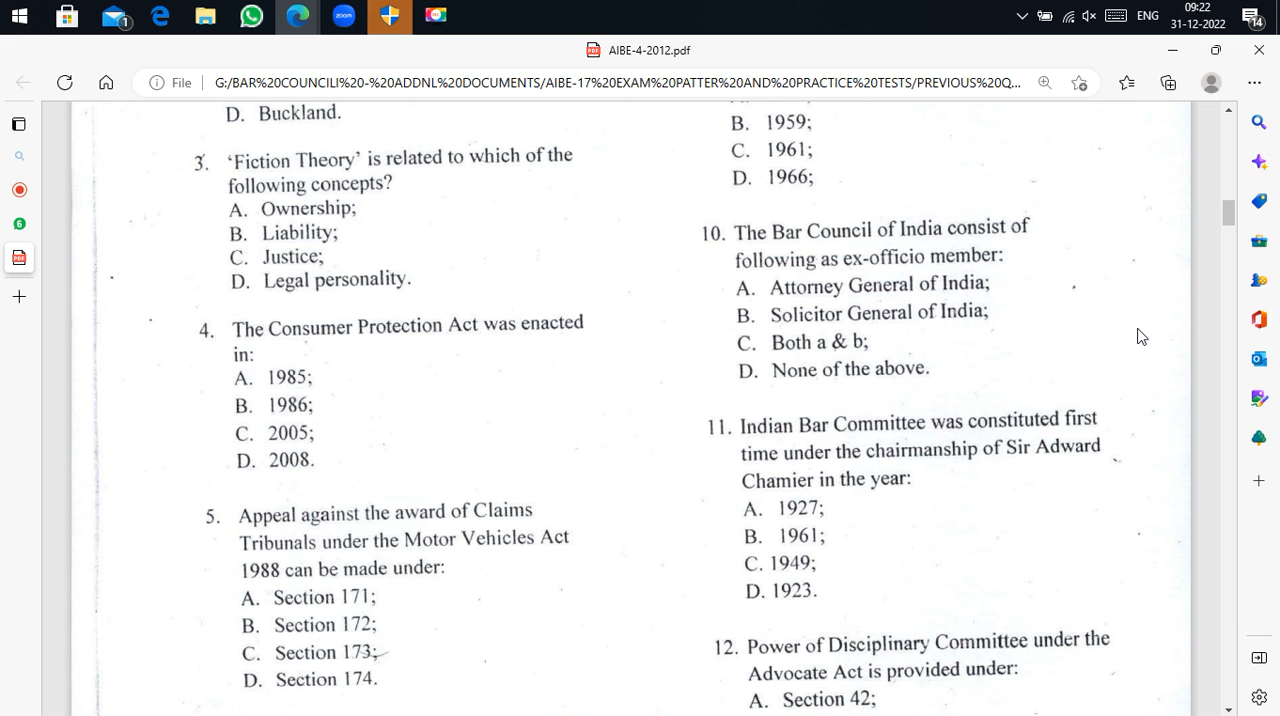 1
zoom
ENG
09:22
31-12-2022
14
AIBE-4-2012.pdf
File
G:/BAR%20COUNCILI%20-%20ADDNL%20DOCUMENTS/AIBE-17%20EXAM%20PATTER%20AND%20PRACTICE%20TESTS/PREVIOUS%20Q...
6
D. Buckland.
3. ‘Fiction Theory’ is related to which of the
following concepts?
A. Ownership;
B. Liability;
C. Justice;
D. Legal personality.
4. The Consumer Protection Act was enacted
in:
A. 1985;
B. 1986;
C. 2005;
D. 2008.
5. Appeal against the award of Claims
Tribunals under the Motor Vehicles Act
1988 can be made under:
A. Section 171;
B. Section 172;
C. Section 173;
D. Section 174.
B. 1959;
C. 1961;
D. 1966;
10. The Bar Council of India consist of
following as ex-officio member:
A. Attorney General of India;
B. Solicitor General of India;
C. Both a & b;
D. None of the above.
11. Indian Bar Committee was constituted first
time under the chairmanship of Sir Adward
Chamier in the year:
A. 1927;
B. 1961;
C. 1949;
D. 1923.
12. Power of Disciplinary Committee under the
Advocate Act is provided under:
A. Section 42;